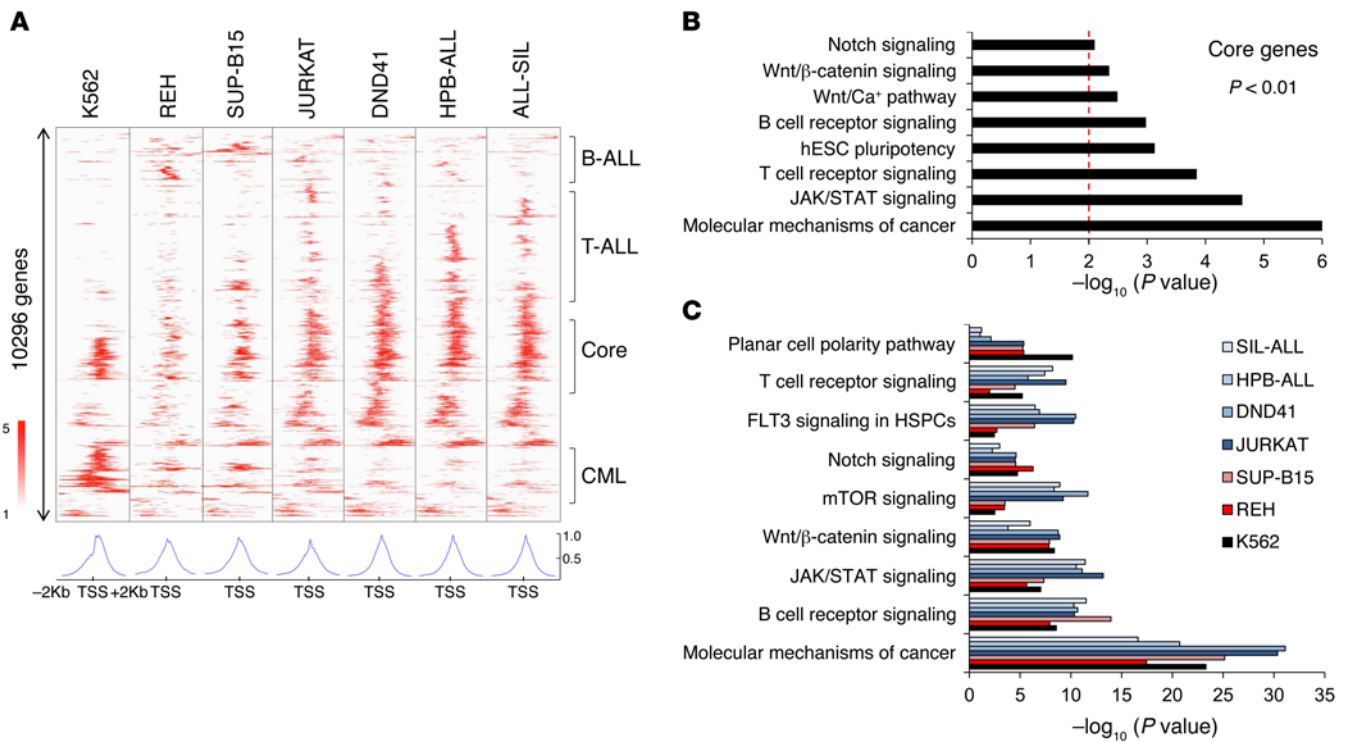 A
K562
REH
SUP-B15
JURKAT
DND41
HPB-ALL
ALL-SIL
10296 genes
B-ALL
T-ALL
Core
CML
5
1
1.0
0.5
–2Kb TSS +2Kb TSS TSS TSS TSS TSS TSS
B
Notch signaling
Wnt/β-catenin signaling
Wnt/Ca⁺ pathway
B cell receptor signaling
hESC pluripotency
T cell receptor signaling
JAK/STAT signaling
Molecular mechanisms of cancer
Core genes
P < 0.01
0 1 2 3 4 5 6
–log₁₀ (P value)
C
Planar cell polarity pathway
T cell receptor signaling
FLT3 signaling in HSPCs
Notch signaling
mTOR signaling
Wnt/β-catenin signaling
JAK/STAT signaling
B cell receptor signaling
Molecular mechanisms of cancer
SIL-ALL
HPB-ALL
DND41
JURKAT
SUP-B15
REH
K562
0 5 10 15 20 25 30 35
–log₁₀ (P value)